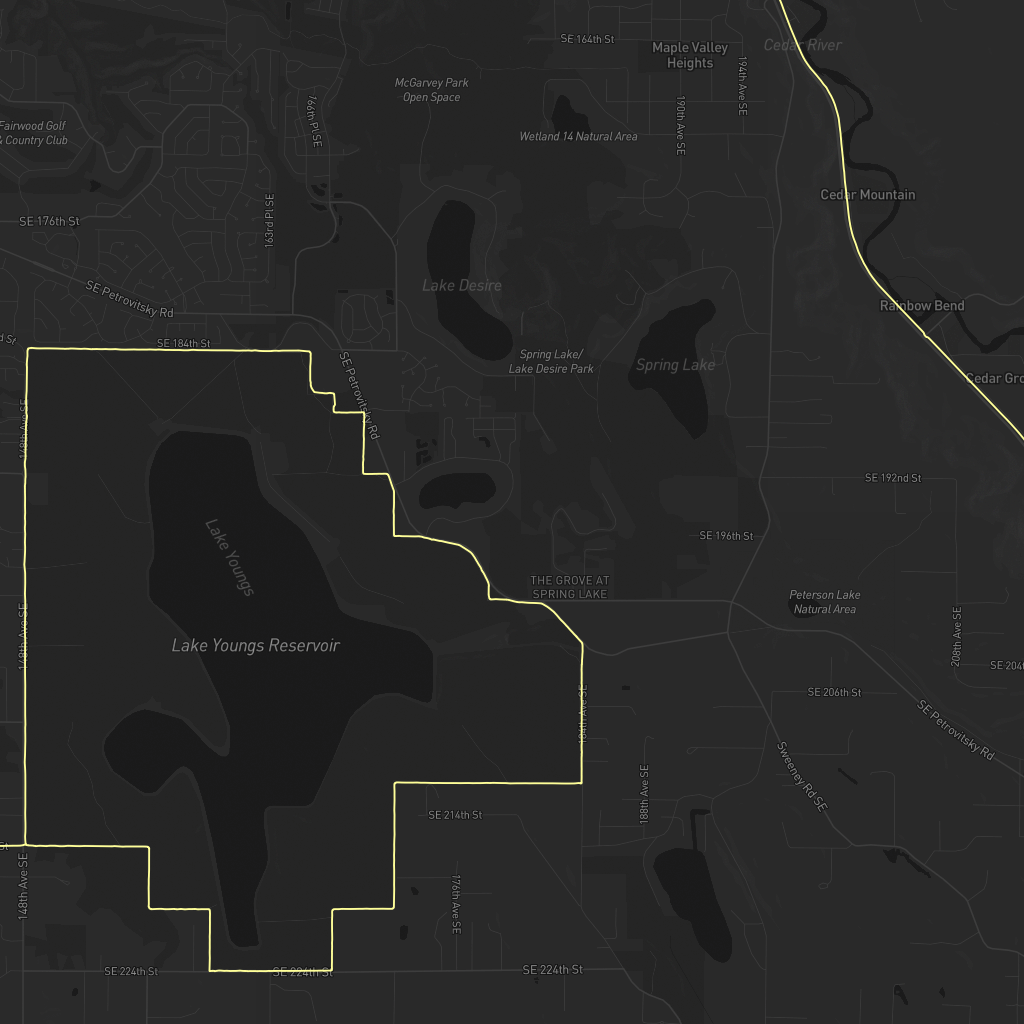 SE 164th St
Maple Valley
Heights
Cedar River
194th Ave SE
McGarvey Park
Open Space
166th Pl SE
190th Ave SE
Wetland 14 Natural Area
Fairwood Golf
& Country Club
Cedar Mountain
163rd Pl SE
SE 176th St
Lake Desire
SE Petrovitsky Rd
Rainbow Bend
SE 184th St
SE Petrovitsky Rd
Spring Lake/
Lake Desire Park
Spring Lake
Cedar Gro
148th Ave SE
SE 192nd St
SE 196th St
Lake Youngs
THE GROVE AT
SPRING LAKE
Peterson Lake
Natural Area
148th Ave SE
208th Ave SE
Lake Youngs Reservoir
SE 204t
SE 206th St
184th Ave SE
SE Petrovitsky Rd
Sweeney Rd SE
188th Ave SE
SE 214th St
148th Ave SE
176th Ave SE
SE 224th St
SE 224th St
SE 224th St